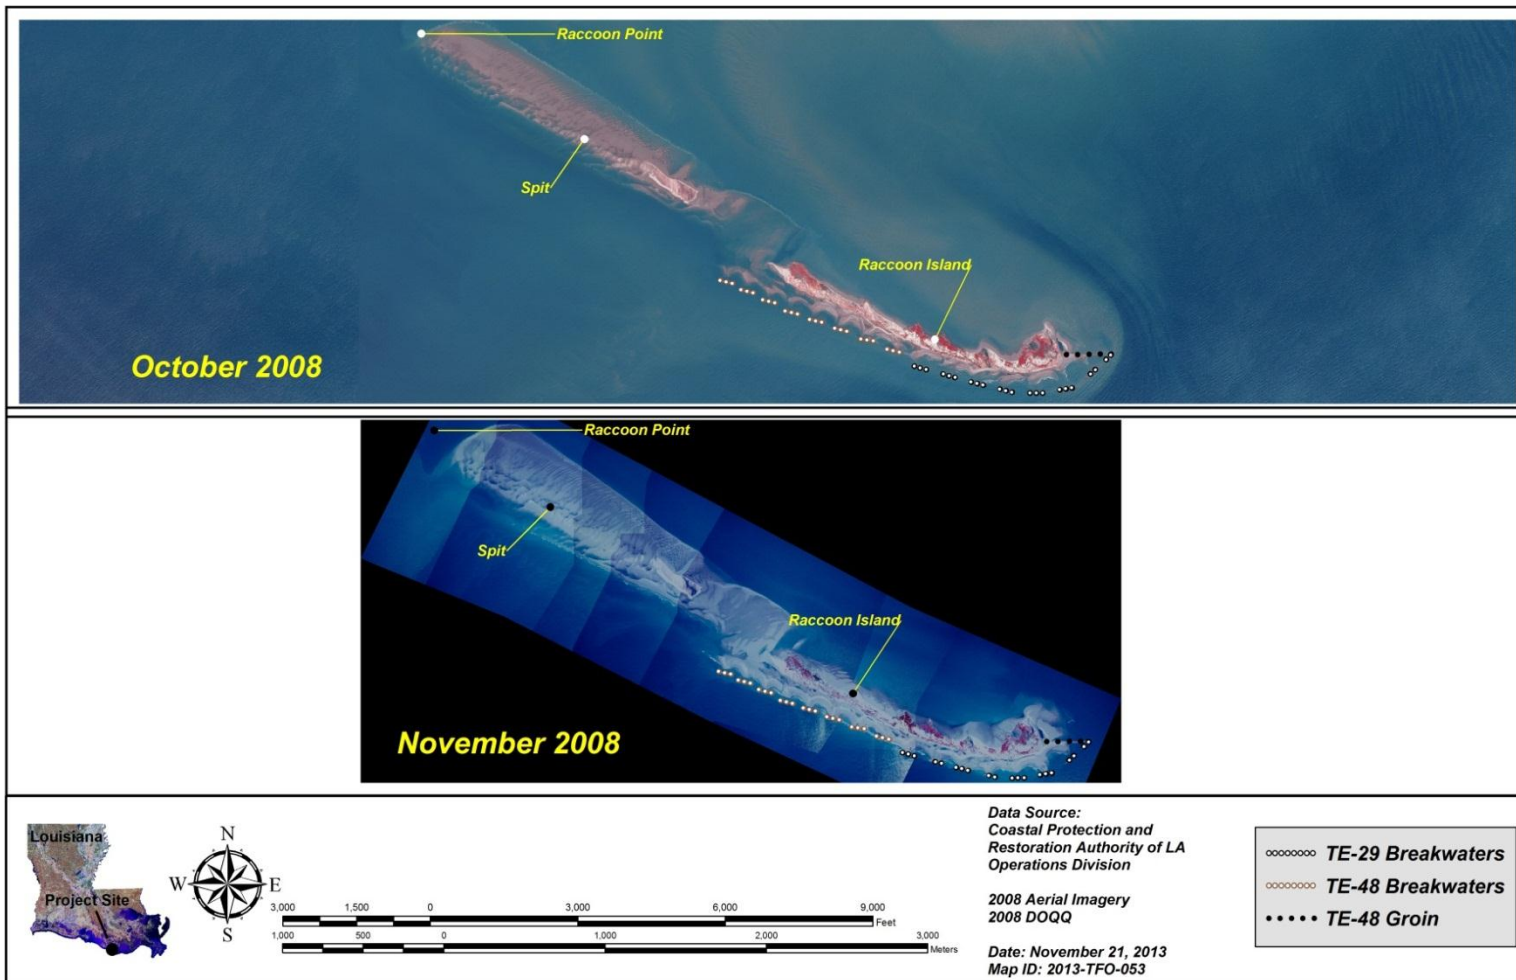 Raccoon Point
Spit
Raccoon Island
October 2008
Raccoon Point
Spit
Raccoon Island
November 2008
Louisiana
Project Site
N
W
E
S
3,000 1,500 0 3,000 6,000 9,000
Feet
1,000 500 0 1,000 2,000 3,000
Meters
Data Source:
Coastal Protection and
Restoration Authority of LA
Operations Division
2008 Aerial Imagery
2008 DOQQ
Date: November 21, 2013
Map ID: 2013-TFO-053
TE-29 Breakwaters
TE-48 Breakwaters
TE-48 Groin